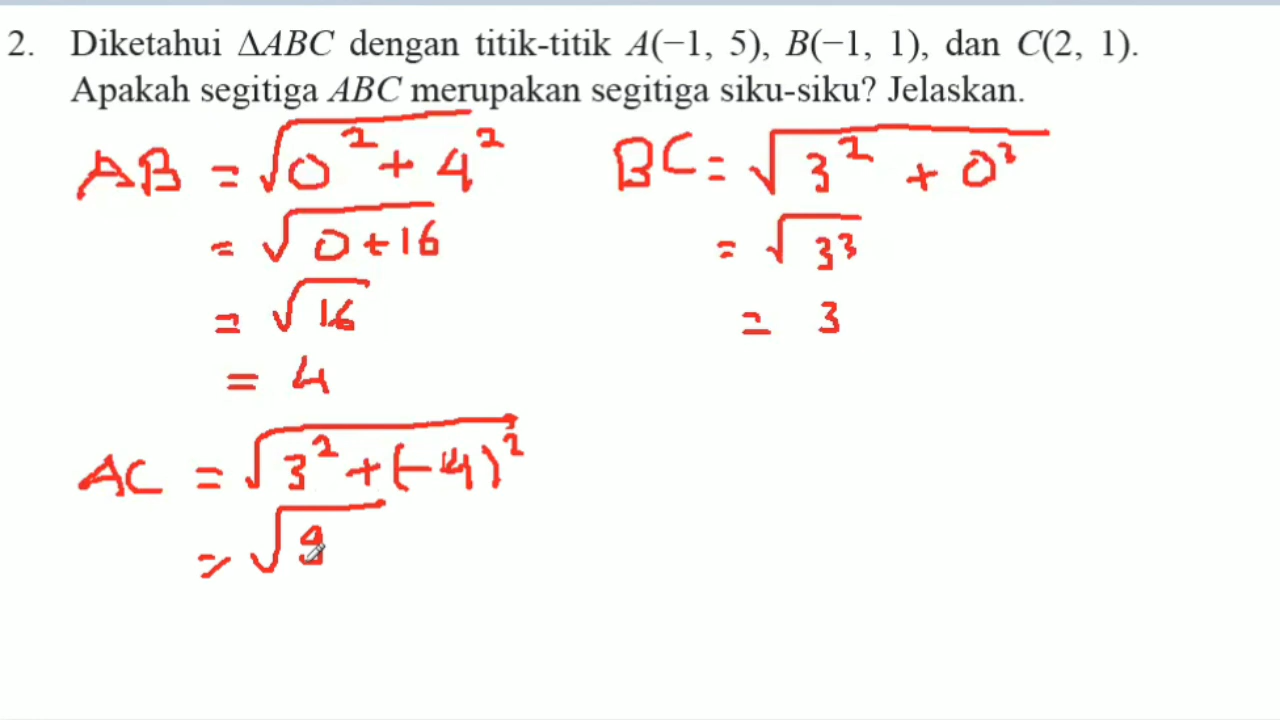 2. Diketahui ΔABC dengan titik-titik A(−1, 5), B(−1, 1), dan C(2, 1).
Apakah segitiga ABC merupakan segitiga siku-siku? Jelaskan.
AB = √0² + 4²
= √0+16
= √16
= 4
BC = √3² + 0²
= √3²
= 3
AC = √3² + (-4)²
= √9